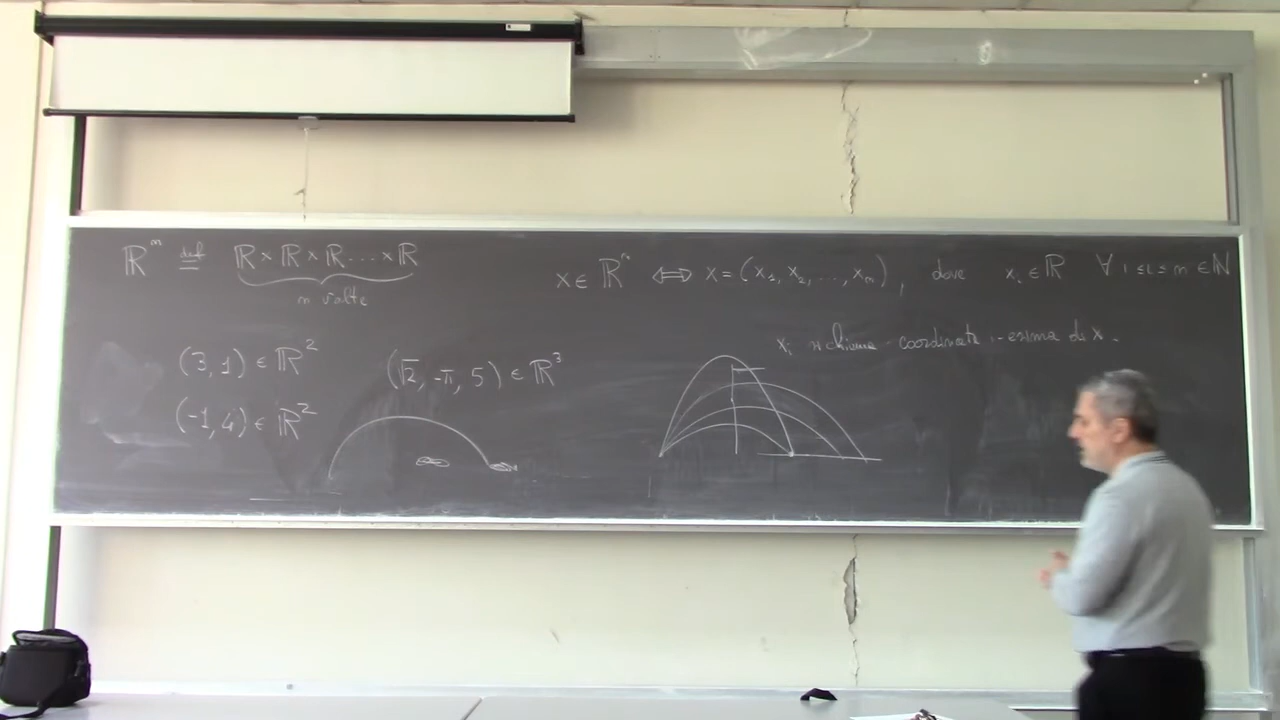 ℝⁿ ≝ ℝ × ℝ × ℝ ... × ℝ
n volte
x ∈ ℝⁿ ⟺ x = (x₁, x₂, ..., xₙ), dove xᵢ ∈ ℝ ∀ 1 ≤ i ≤ n ∈ ℕ
xᵢ si chiama coordinata i-esima di x.
(3, 1) ∈ ℝ²
(√2, -π, 5) ∈ ℝ³
(-1, 4) ∈ ℝ²